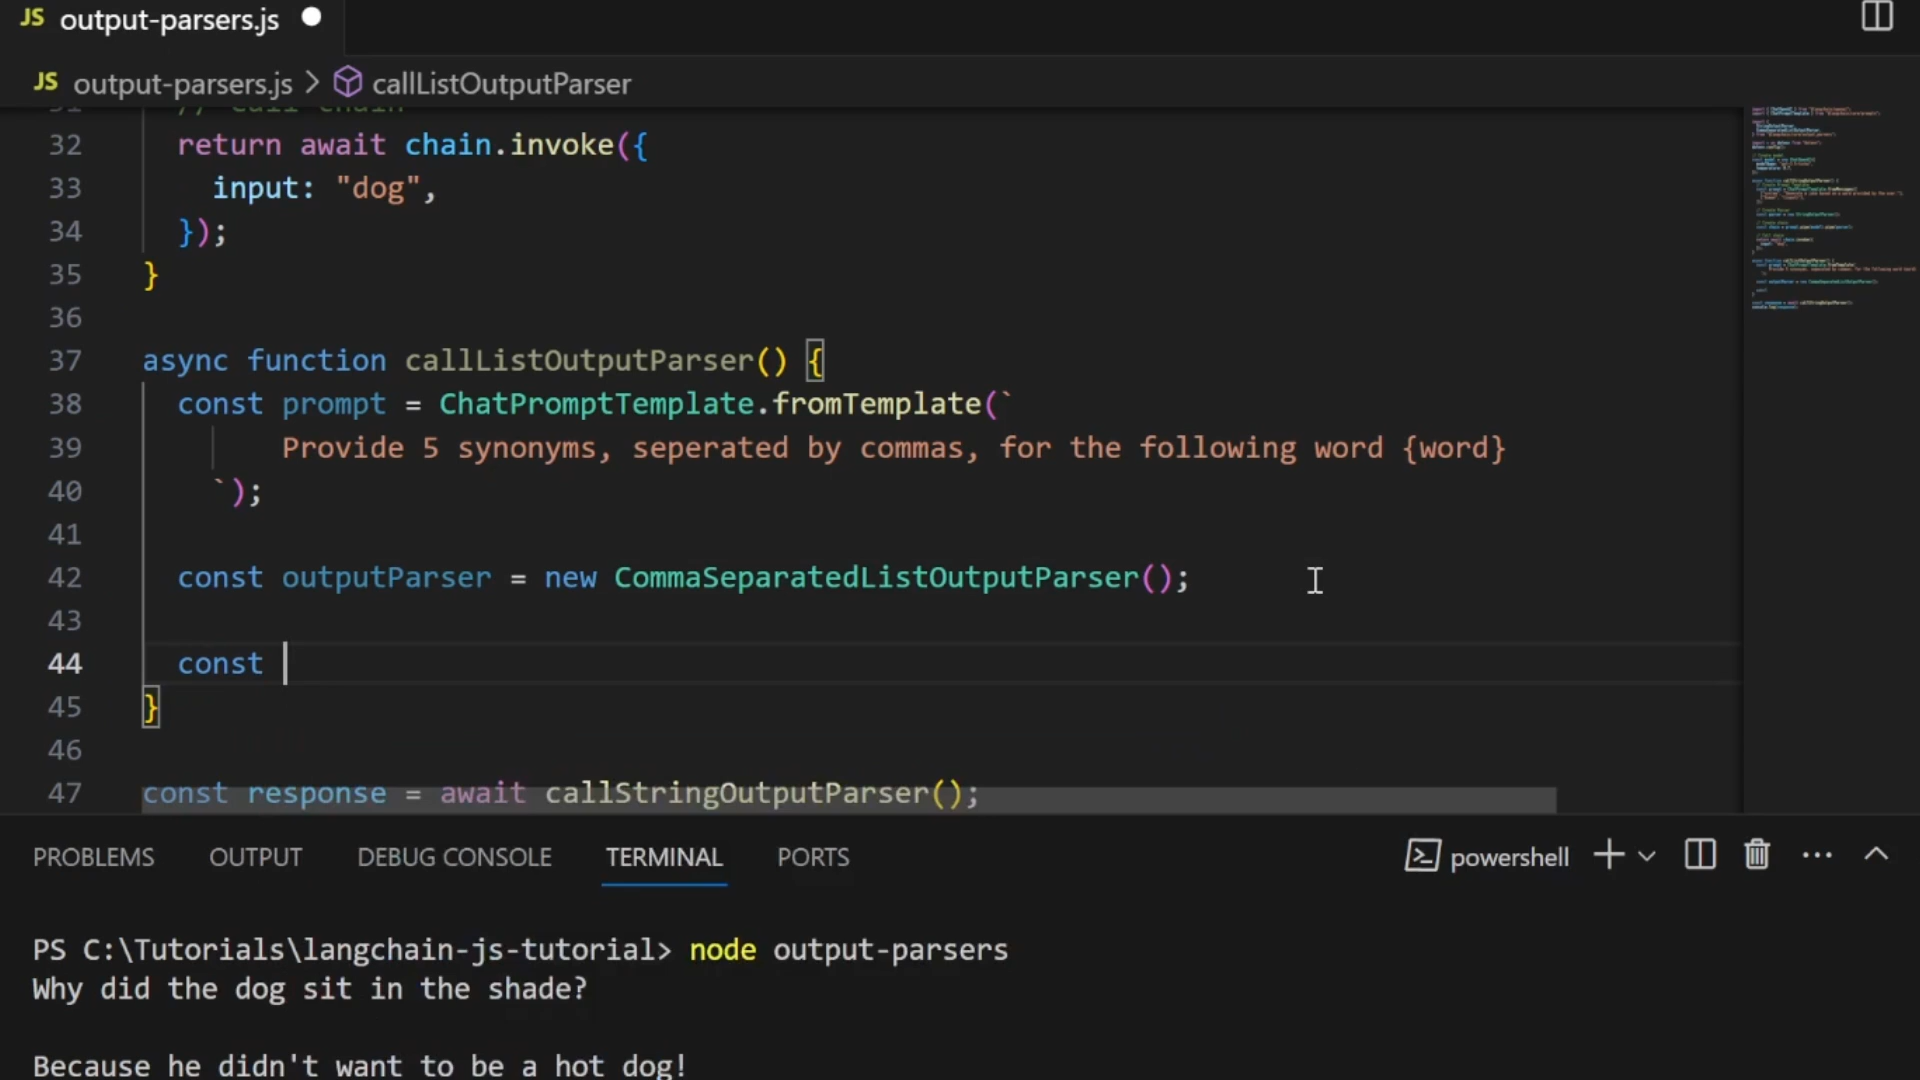 JS output-parsers.js
JS output-parsers.js > callListOutputParser
31 // Call chain
32 return await chain.invoke({
33 input: "dog",
34 });
35 }
36
37 async function callListOutputParser() {
38 const prompt = ChatPromptTemplate.fromTemplate(`
39 Provide 5 synonyms, seperated by commas, for the following word {word}
40 `);
41
42 const outputParser = new CommaSeparatedListOutputParser();
43
44 const
45 }
46
47 const response = await callStringOutputParser();
PROBLEMS OUTPUT DEBUG CONSOLE TERMINAL PORTS powershell
PS C:\Tutorials\langchain-js-tutorial> node output-parsers
Why did the dog sit in the shade?
Because he didn't want to be a hot dog!